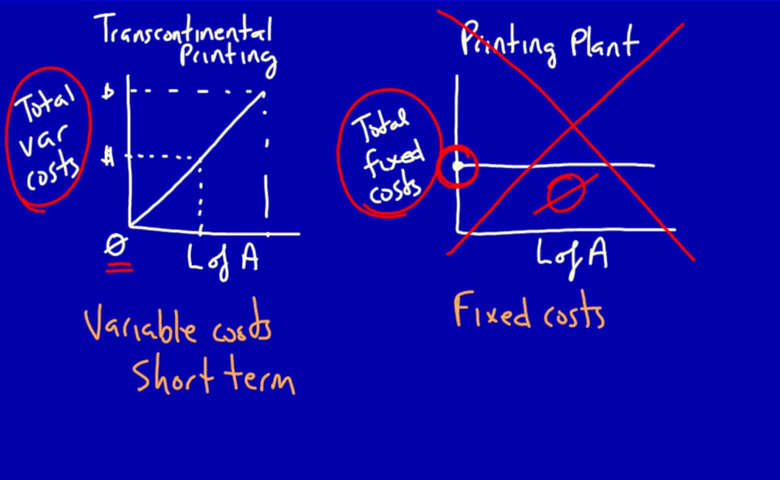 Transcontinental
Printing
Total
var
costs
$
$
Ø
L of A
Variable costs
Short term
Printing Plant
Total
fixed
costs
Ø
L of A
Fixed costs